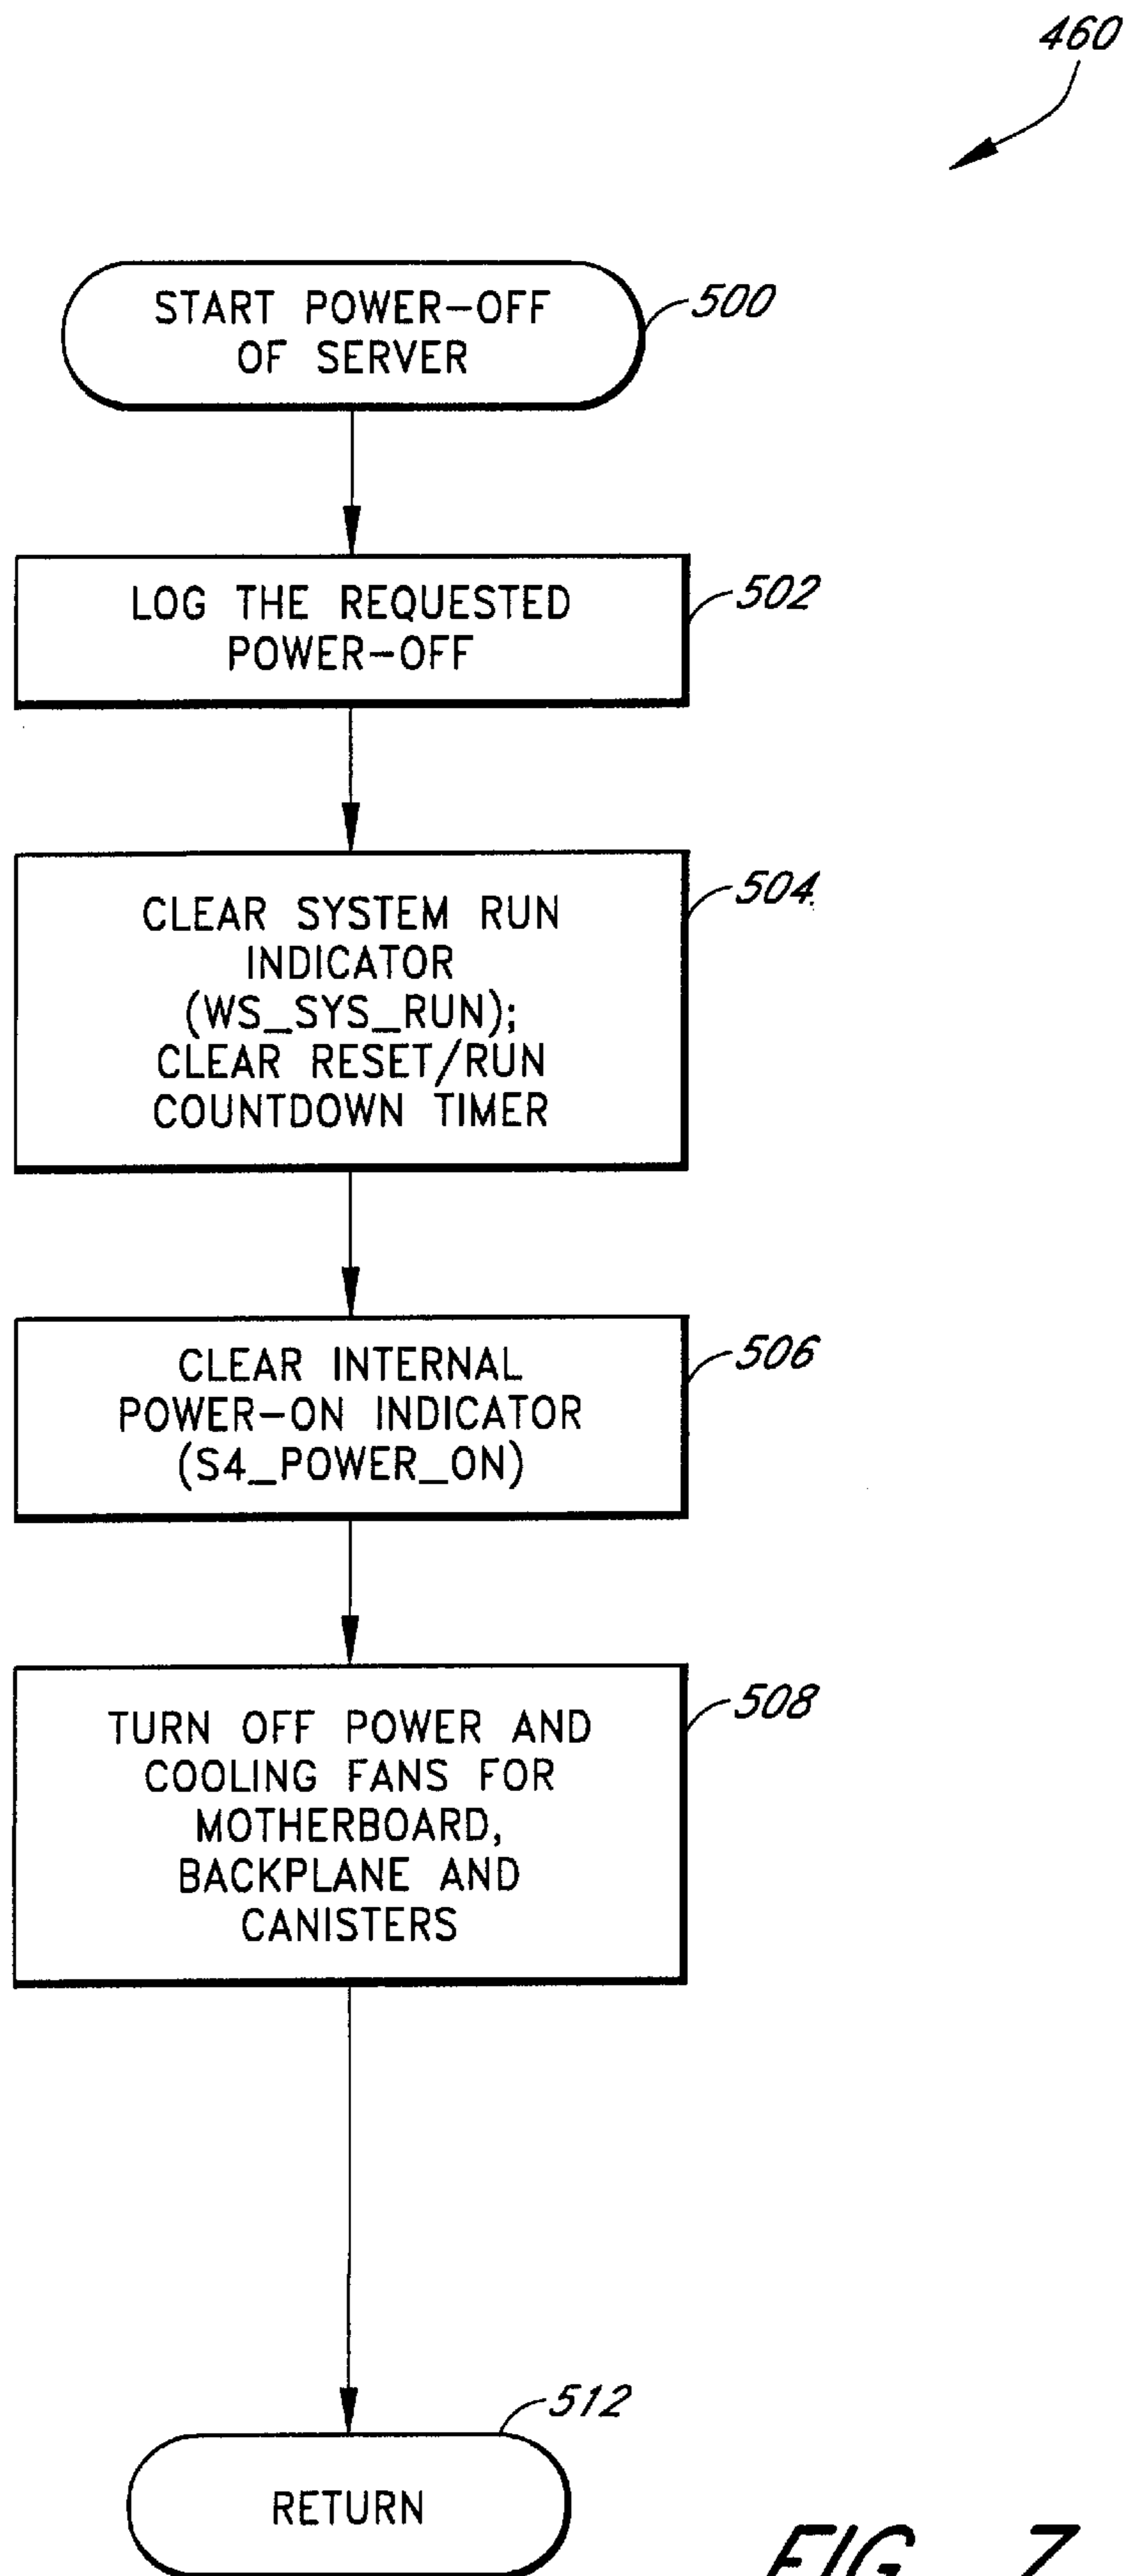 460
START POWER-OFF
OF SERVER
500
LOG THE REQUESTED
POWER-OFF
502
CLEAR SYSTEM RUN
INDICATOR
(WS_SYS_RUN);
CLEAR RESET/RUN
COUNTDOWN TIMER
504
CLEAR INTERNAL
POWER-ON INDICATOR
(S4_POWER_ON)
506
TURN OFF POWER AND
COOLING FANS FOR
MOTHERBOARD,
BACKPLANE AND
CANISTERS
508
RETURN
512
FIG. 7